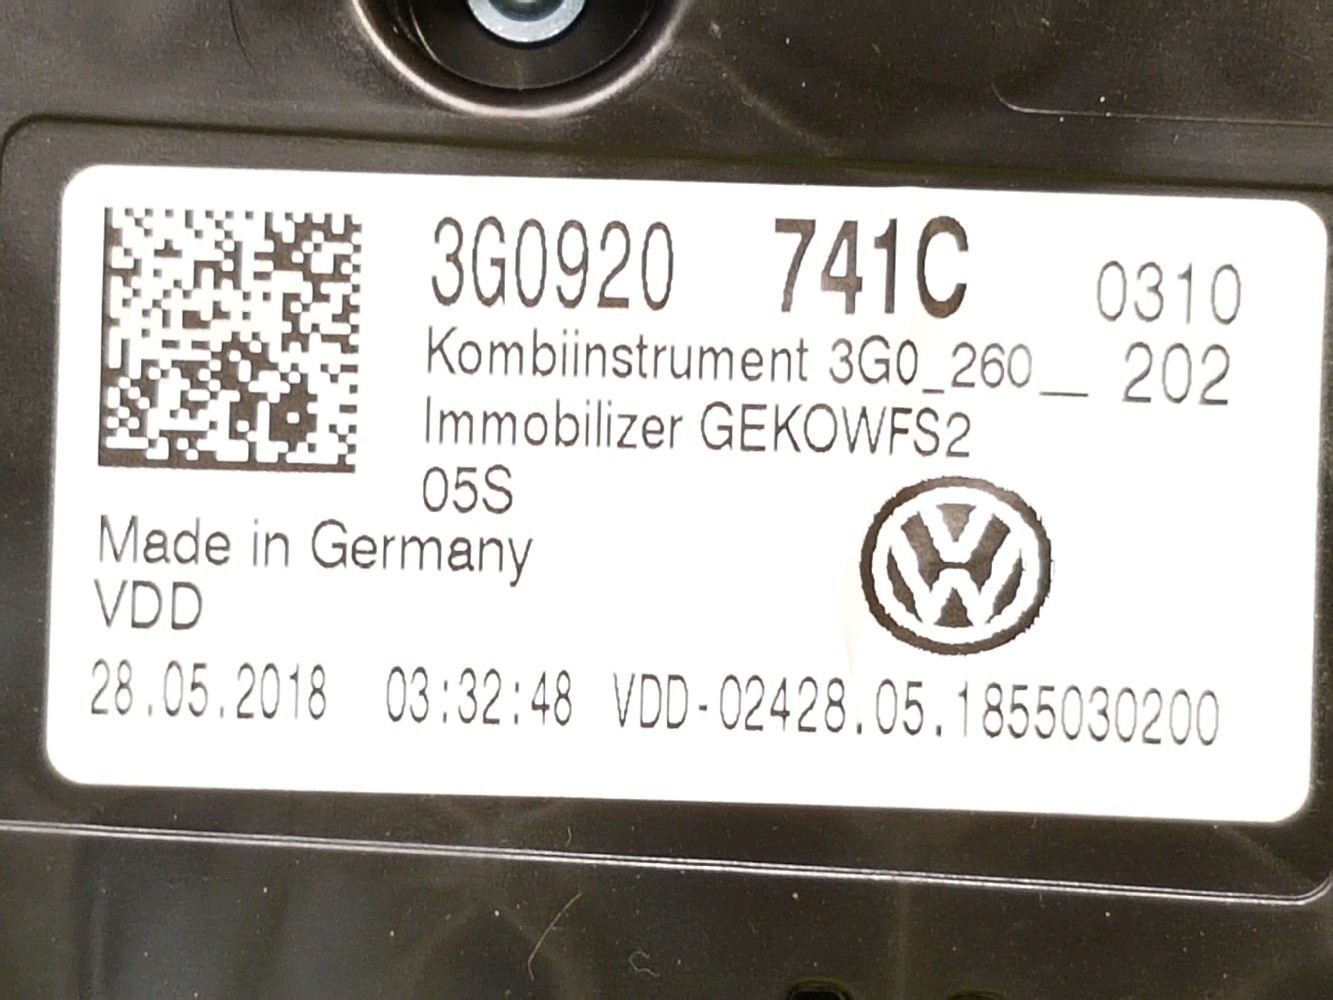 3G0920 741C 0310
Kombiinstrument 3G0_260__ 202
Immobilizer GEKOWFS2
05S
Made in Germany
VDD
28.05.2018 03:32:48 VDD-02428.05.1855030200